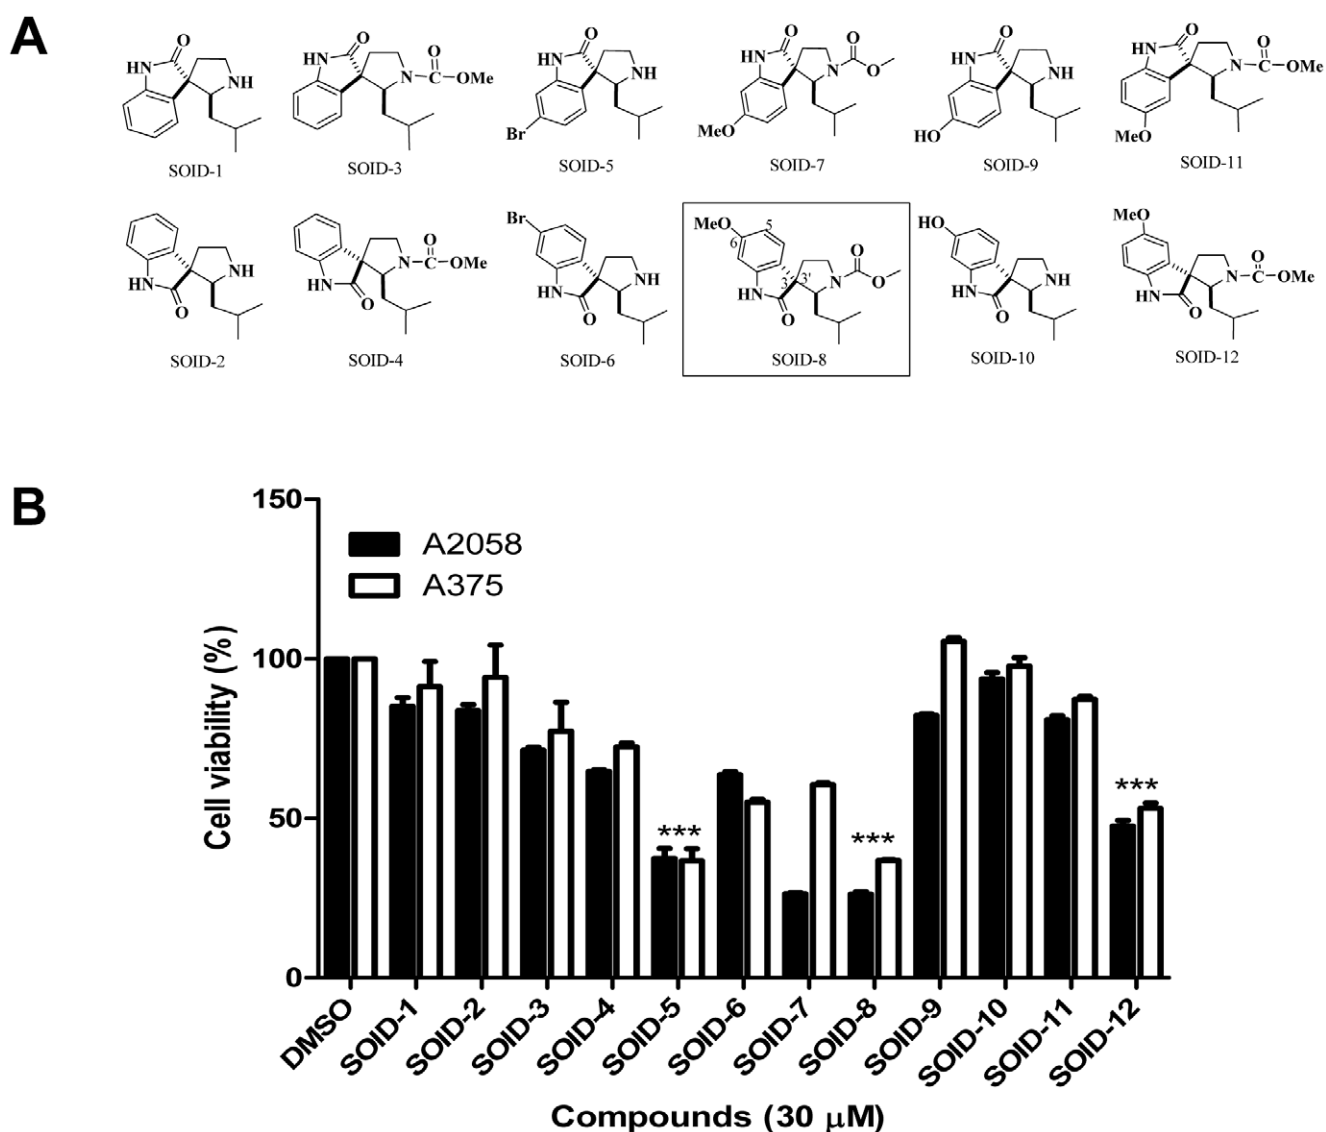 A
O
HN
NH
SOID-1
O
HN
O
N—C—OMe
SOID-3
O
HN
NH
Br
SOID-5
O
HN
O
N
O
MeO
SOID-7
O
HN
NH
HO
SOID-9
O
HN
O
N—C—OMe
MeO
SOID-11
NH
HN
O
SOID-2
O
N—C—OMe
HN
O
SOID-4
Br
NH
HN
O
SOID-6
MeO
5
6
O
3
3'
N
O
HN
O
SOID-8
HO
NH
HN
O
SOID-10
MeO
O
N—C—OMe
HN
O
SOID-12
B
150
100
50
0
Cell viability (%)
A2058
A375
***
***
***
DMSO
SOID-1
SOID-2
SOID-3
SOID-4
SOID-5
SOID-6
SOID-7
SOID-8
SOID-9
SOID-10
SOID-11
SOID-12
Compounds (30 µM)